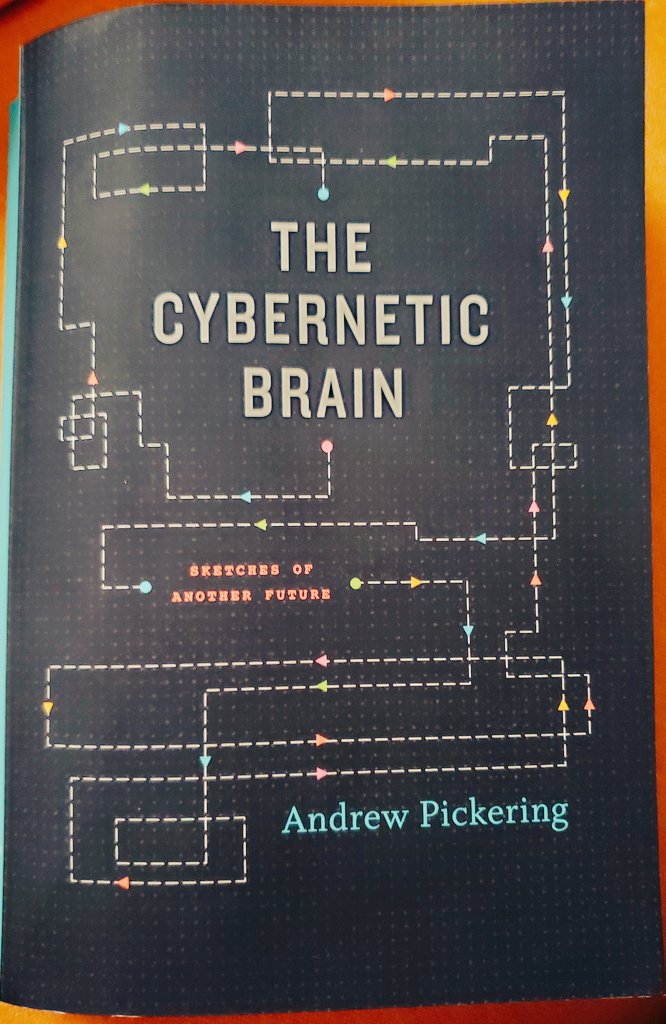 THE
CYBERNETIC
BRAIN
SKETCHES OF
ANOTHER FUTURE
Andrew Pickering